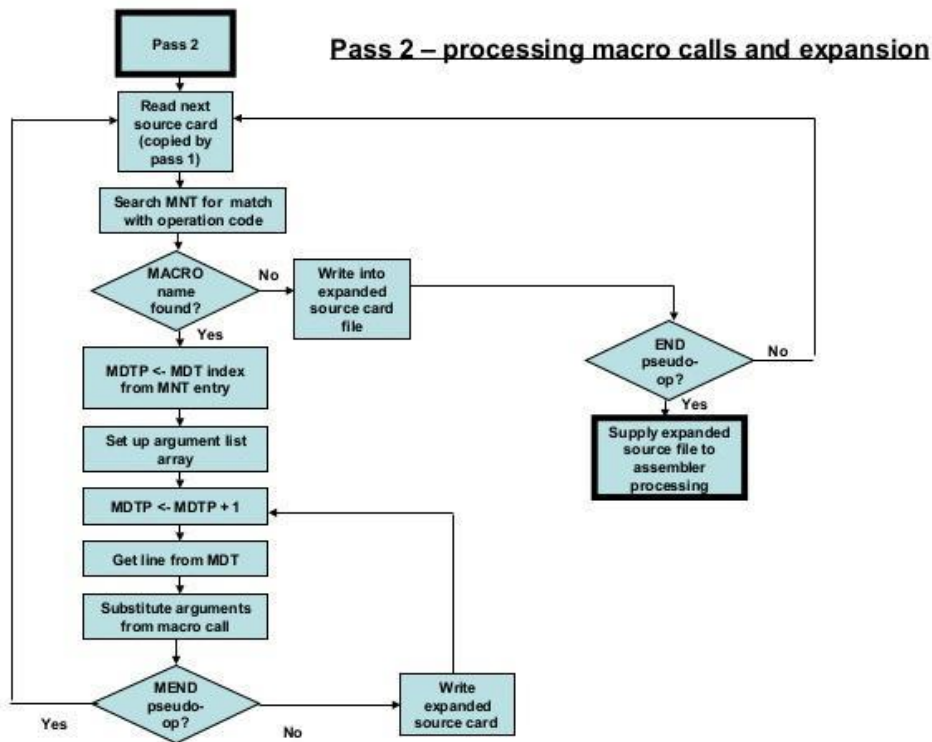 Pass 2
Pass 2 – processing macro calls and expansion
Read next
source card
(copied by
pass 1)
Search MNT for match
with operation code
MACRO
name
found?
No
Write into
expanded
source card
file
Yes
END
pseudo-
op?
No
Yes
Supply expanded
source file to
assembler
processing
MDTP <- MDT index
from MNT entry
Set up argument list
array
MDTP <- MDTP + 1
Get line from MDT
Substitute arguments
from macro call
MEND
pseudo-
op?
Yes
No
Write
expanded
source card